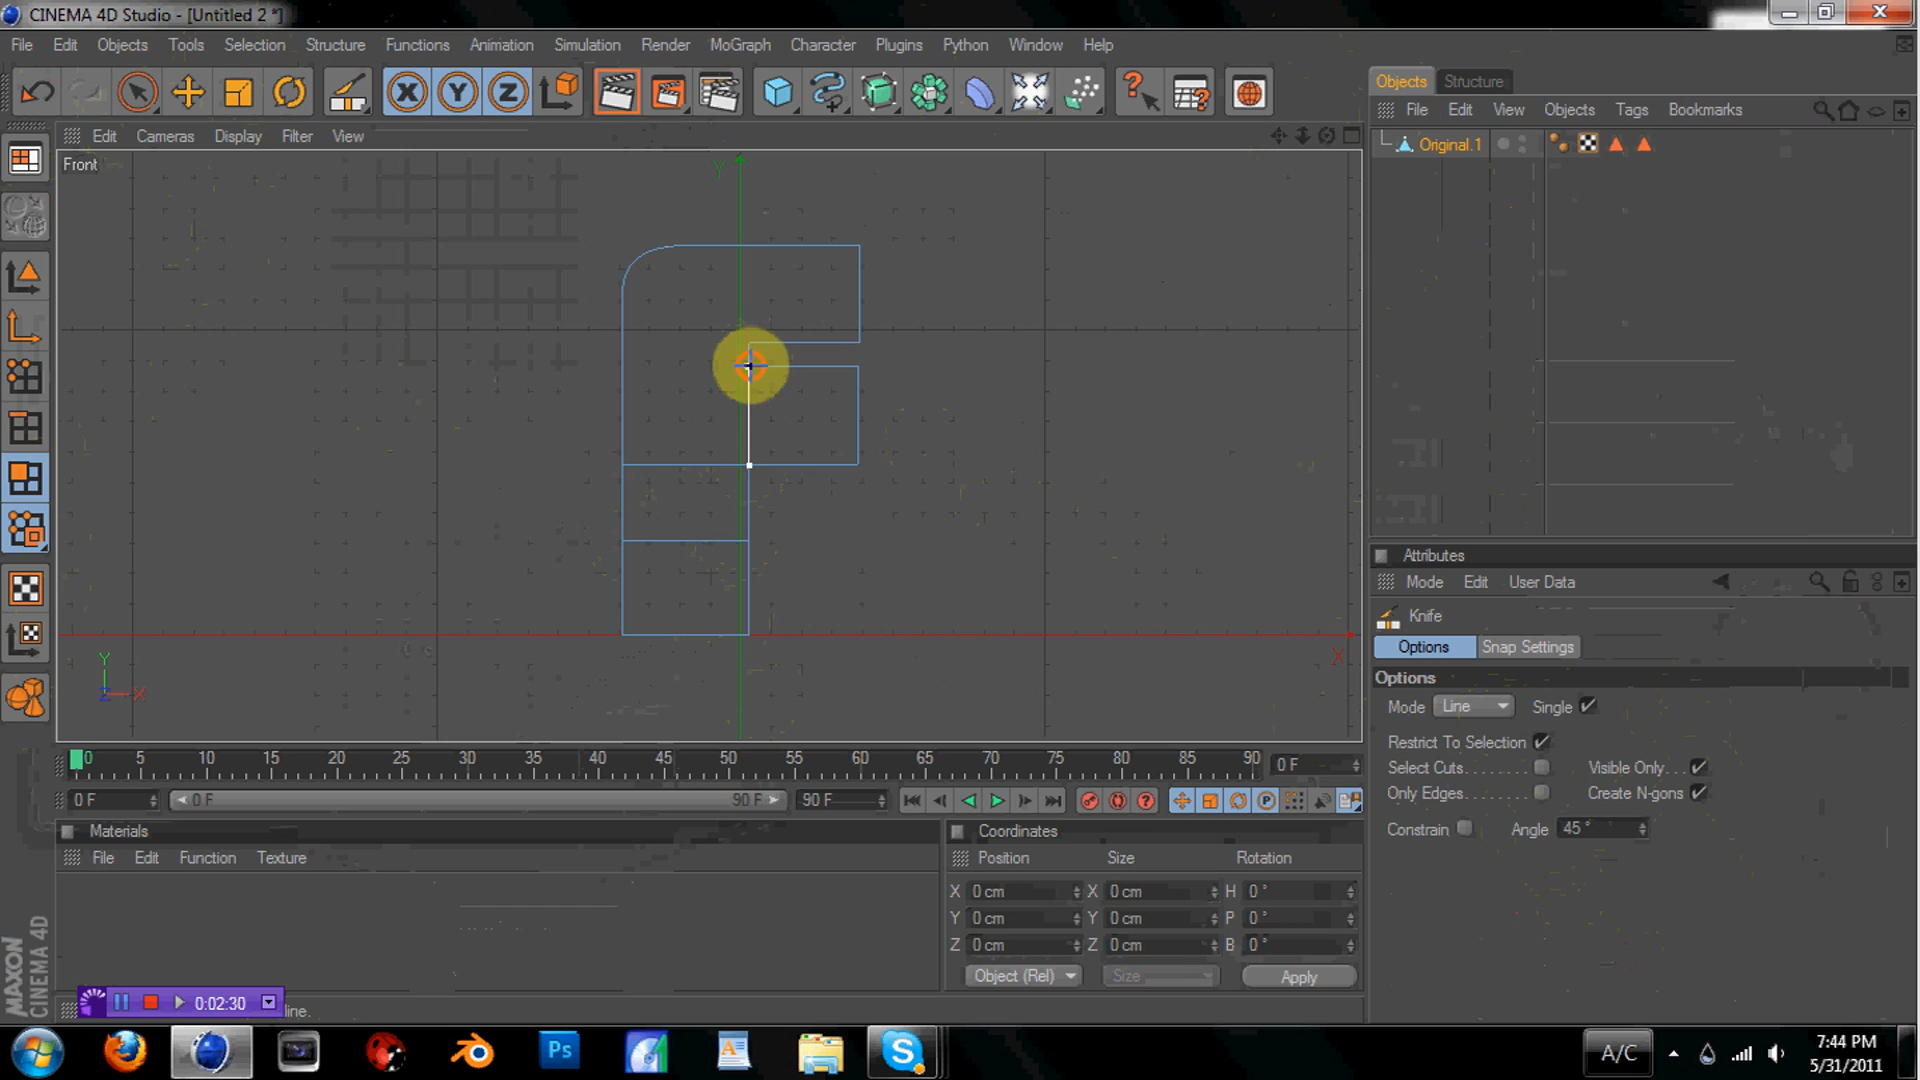 CINEMA 4D Studio - [Untitled 2 *]
File Edit Objects Tools Selection Structure Functions Animation Simulation Render MoGraph Character Plugins Python Window Help
X Y Z
Objects Structure
File Edit View Objects Tags Bookmarks
Edit Cameras Display Filter View
Original.1
Front
Y
X
Y
Z X
Attributes
Mode Edit User Data
Knife
Options Snap Settings
Options
Mode Line Single
Restrict To Selection
Select Cuts Visible Only
Only Edges Create N-gons
Constrain Angle 45 °
0 5 10 15 20 25 30 35 40 45 50 55 60 65 70 75 80 85 90 0 F
0 F 0 F 90 F 90 F
Materials
File Edit Function Texture
Coordinates
Position Size Rotation
X 0 cm X 0 cm H 0 °
Y 0 cm Y 0 cm P 0 °
Z 0 cm Z 0 cm B 0 °
Object (Rel) Size Apply
MAXON
CINEMA 4D
0:02:30
line.
Ps
A/C
7:44 PM
5/31/2011